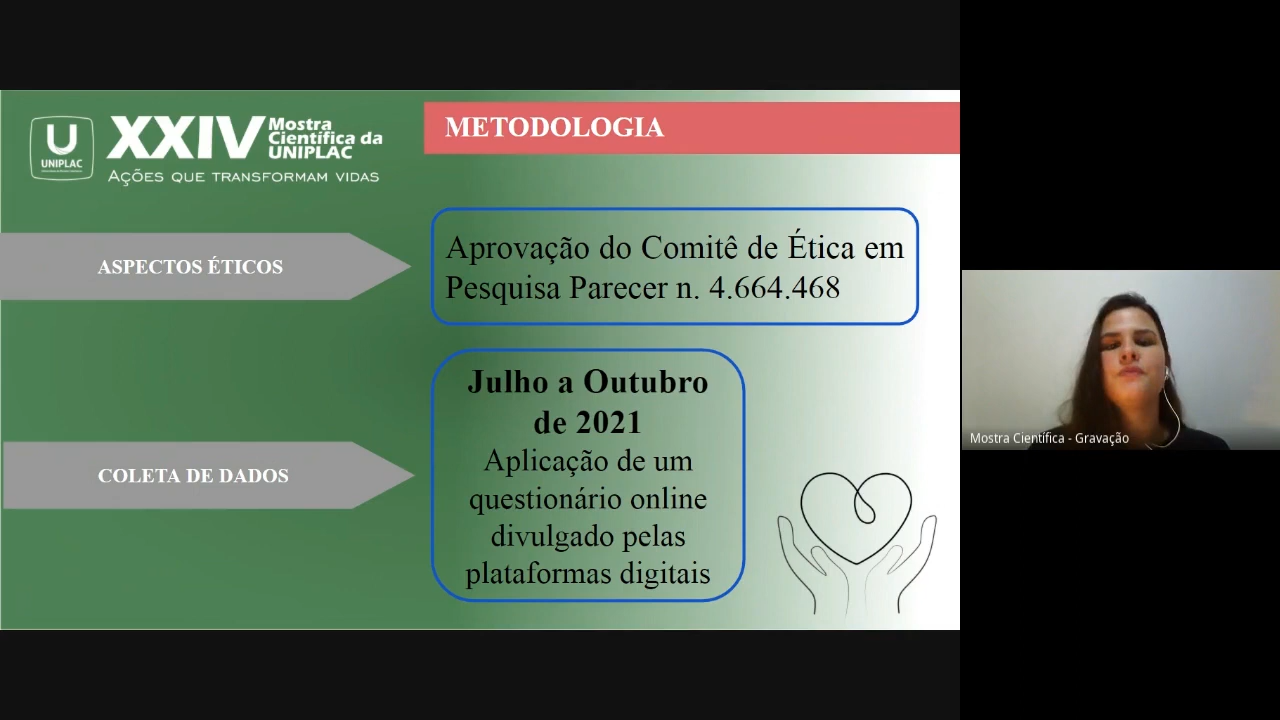 U
UNIPLAC
XXIV Mostra
Científica da
UNIPLAC
AÇÕES QUE TRANSFORMAM VIDAS
METODOLOGIA
ASPECTOS ÉTICOS
Aprovação do Comitê de Ética em
Pesquisa Parecer n. 4.664.468
COLETA DE DADOS
Julho a Outubro
de 2021
Aplicação de um
questionário online
divulgado pelas
plataformas digitais
Mostra Científica - Gravação